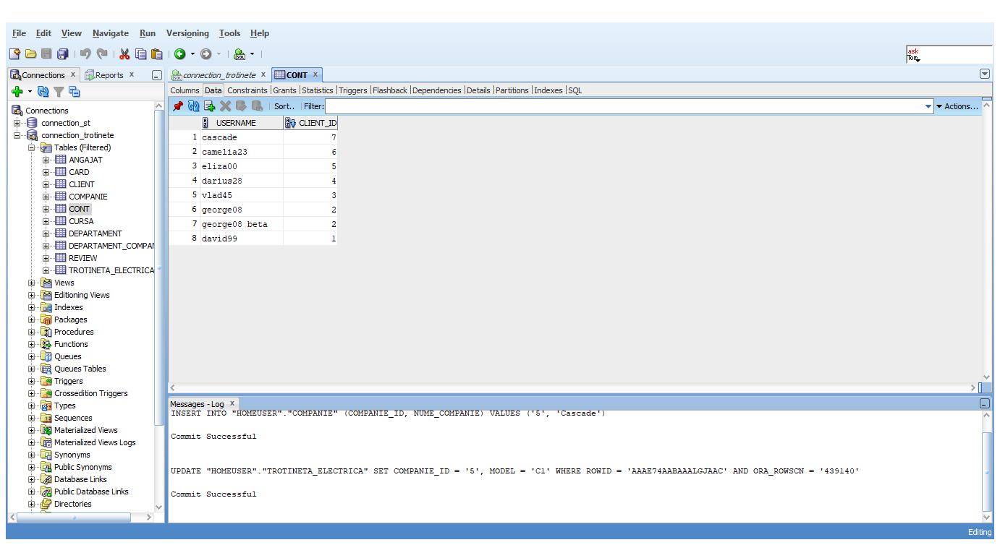 File Edit View Navigate Run Versioning Tools Help
ask
Tom
Connections x Reports x
connection_trotinete x CONT x
Columns Data Constraints Grants Statistics Triggers Flashback Dependencies Details Partitions Indexes SQL
Sort.. Filter: Actions...
Connections
connection_st
connection_trotinete
Tables (Filtered)
ANGAJAT
CARD
CLIENT
COMPANIE
CONT
CURSA
DEPARTAMENT
DEPARTAMENT_COMPAN
REVIEW
TROTINETA_ELECTRICA
Views
Editioning Views
Indexes
Packages
Procedures
Functions
Queues
Queues Tables
Triggers
Crossedition Triggers
Types
Sequences
Materialized Views
Materialized Views Logs
Synonyms
Public Synonyms
Database Links
Public Database Links
Directories
USERNAME CLIENT_ID
1 cascade 7
2 camelia23 6
3 eliza00 5
4 darius28 4
5 vlad45 3
6 george08 2
7 george08 beta 2
8 david99 1
Messages - Log x
INSERT INTO "HOMEUSER"."COMPANIE" (COMPANIE_ID, NUME_COMPANIE) VALUES ('5', 'Cascade')
Commit Successful
UPDATE "HOMEUSER"."TROTINETA_ELECTRICA" SET COMPANIE_ID = '5', MODEL = 'C1' WHERE ROWID = 'AAAE74AABAAALGJAAC' AND ORA_ROWSCN = '439140'
Commit Successful
Editing